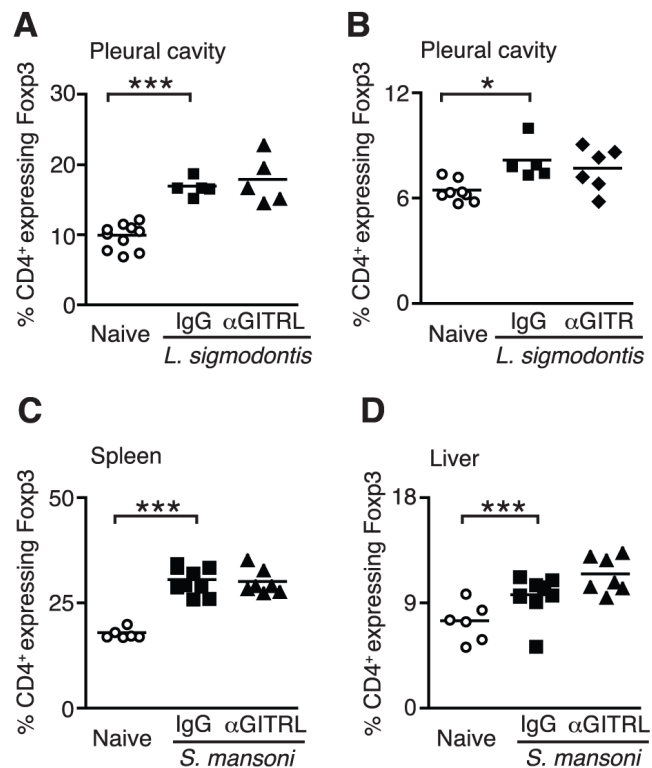 A
Pleural cavity
% CD4⁺ expressing Foxp3
30
20
10
0
***
Naive
IgG αGITRL
L. sigmodontis
B
Pleural cavity
% CD4⁺ expressing Foxp3
12
6
0
*
Naive
IgG αGITR
L. sigmodontis
C
Spleen
% CD4⁺ expressing Foxp3
50
25
0
***
Naive
IgG αGITRL
S. mansoni
D
Liver
% CD4⁺ expressing Foxp3
18
9
0
***
Naive
IgG αGITRL
S. mansoni